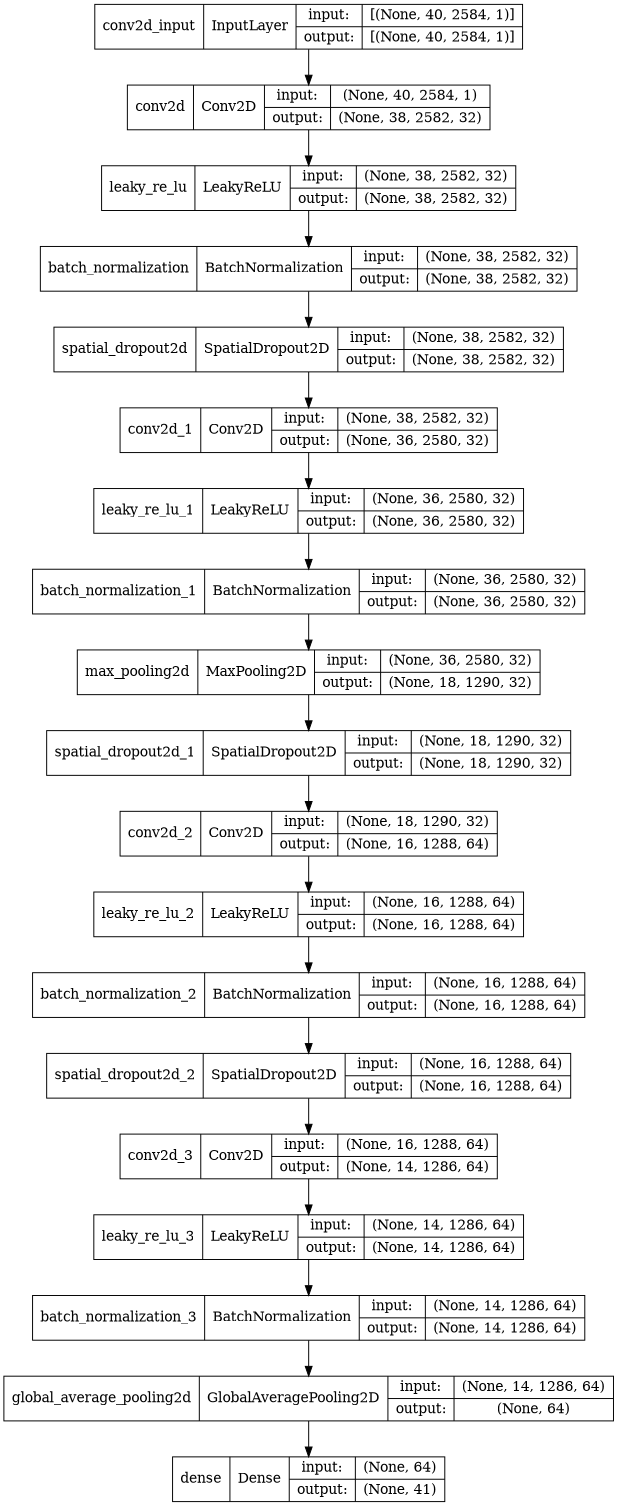 conv2d_input InputLayer input: [(None, 40, 2584, 1)]
output: [(None, 40, 2584, 1)]
conv2d Conv2D input: (None, 40, 2584, 1)
output: (None, 38, 2582, 32)
leaky_re_lu LeakyReLU input: (None, 38, 2582, 32)
output: (None, 38, 2582, 32)
batch_normalization BatchNormalization input: (None, 38, 2582, 32)
output: (None, 38, 2582, 32)
spatial_dropout2d SpatialDropout2D input: (None, 38, 2582, 32)
output: (None, 38, 2582, 32)
conv2d_1 Conv2D input: (None, 38, 2582, 32)
output: (None, 36, 2580, 32)
leaky_re_lu_1 LeakyReLU input: (None, 36, 2580, 32)
output: (None, 36, 2580, 32)
batch_normalization_1 BatchNormalization input: (None, 36, 2580, 32)
output: (None, 36, 2580, 32)
max_pooling2d MaxPooling2D input: (None, 36, 2580, 32)
output: (None, 18, 1290, 32)
spatial_dropout2d_1 SpatialDropout2D input: (None, 18, 1290, 32)
output: (None, 18, 1290, 32)
conv2d_2 Conv2D input: (None, 18, 1290, 32)
output: (None, 16, 1288, 64)
leaky_re_lu_2 LeakyReLU input: (None, 16, 1288, 64)
output: (None, 16, 1288, 64)
batch_normalization_2 BatchNormalization input: (None, 16, 1288, 64)
output: (None, 16, 1288, 64)
spatial_dropout2d_2 SpatialDropout2D input: (None, 16, 1288, 64)
output: (None, 16, 1288, 64)
conv2d_3 Conv2D input: (None, 16, 1288, 64)
output: (None, 14, 1286, 64)
leaky_re_lu_3 LeakyReLU input: (None, 14, 1286, 64)
output: (None, 14, 1286, 64)
batch_normalization_3 BatchNormalization input: (None, 14, 1286, 64)
output: (None, 14, 1286, 64)
global_average_pooling2d GlobalAveragePooling2D input: (None, 14, 1286, 64)
output: (None, 64)
dense Dense input: (None, 64)
output: (None, 41)